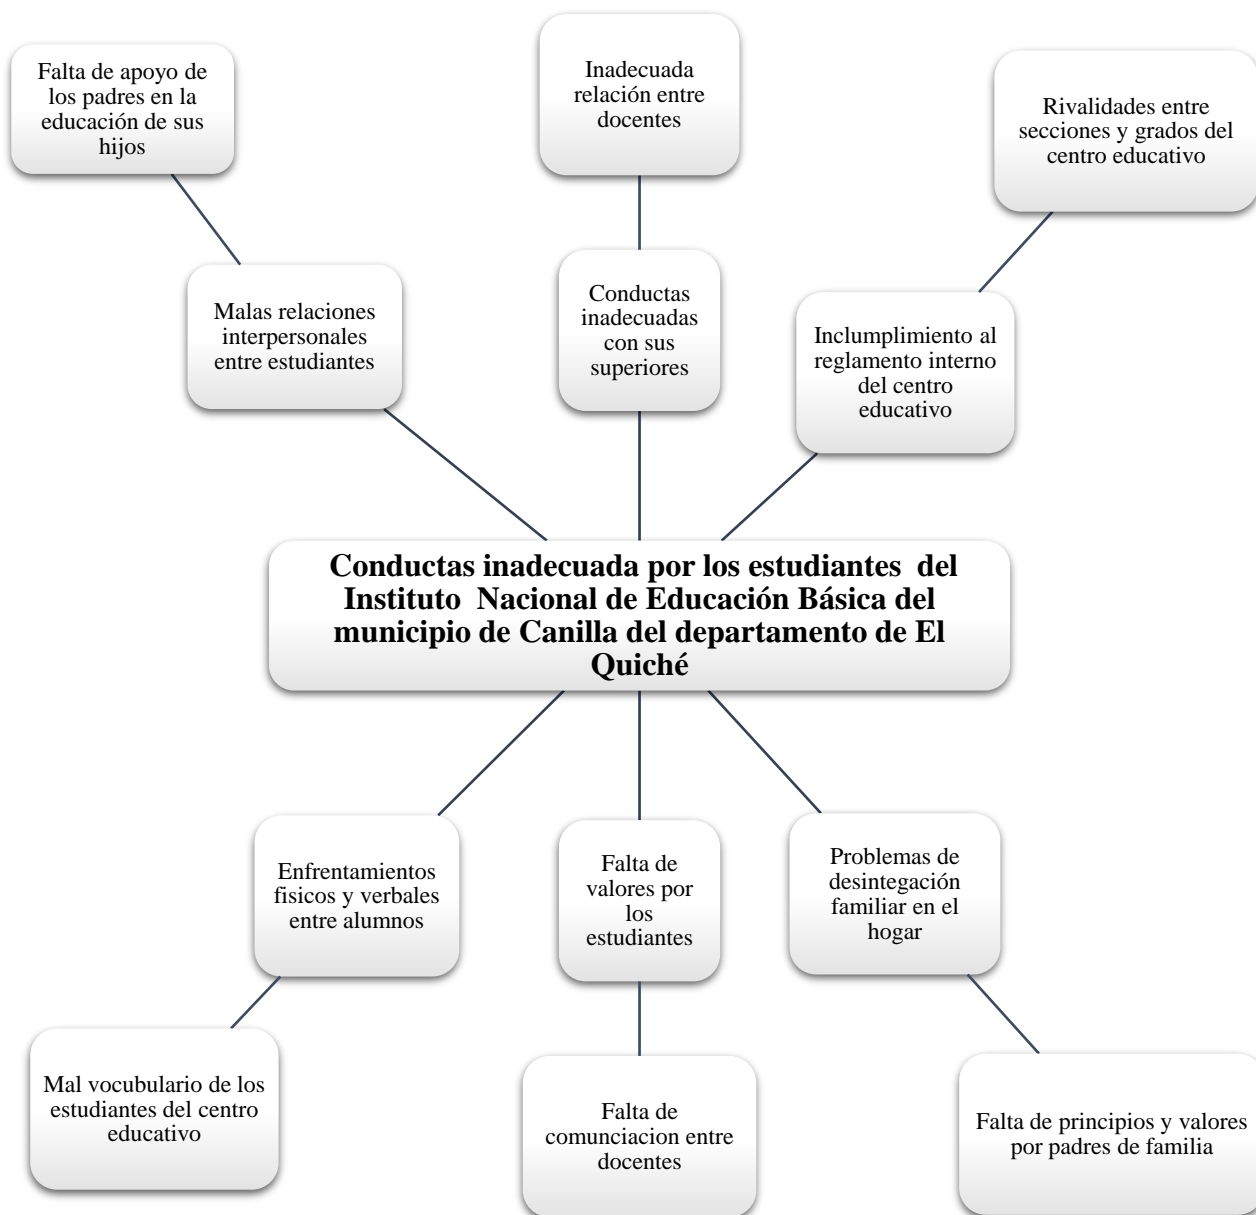 Falta de apoyo de
los padres en la
educación de sus
hijos
Inadecuada
relación entre
docentes
Rivalidades entre
secciones y grados del
centro educativo
Malas relaciones
interpersonales
entre estudiantes
Conductas
inadecuadas
con sus
superiores
Inclumplimiento al
reglamento interno
del centro
educativo
Conductas inadecuada por los estudiantes del
Instituto Nacional de Educación Básica del
municipio de Canilla del departamento de El
Quiché
Enfrentamientos
fisicos y verbales
entre alumnos
Falta de
valores por
los
estudiantes
Problemas de
desintegación
familiar en el
hogar
Mal vocubulario de los
estudiantes del centro
educativo
Falta de
comunciacion entre
docentes
Falta de principios y valores
por padres de familia